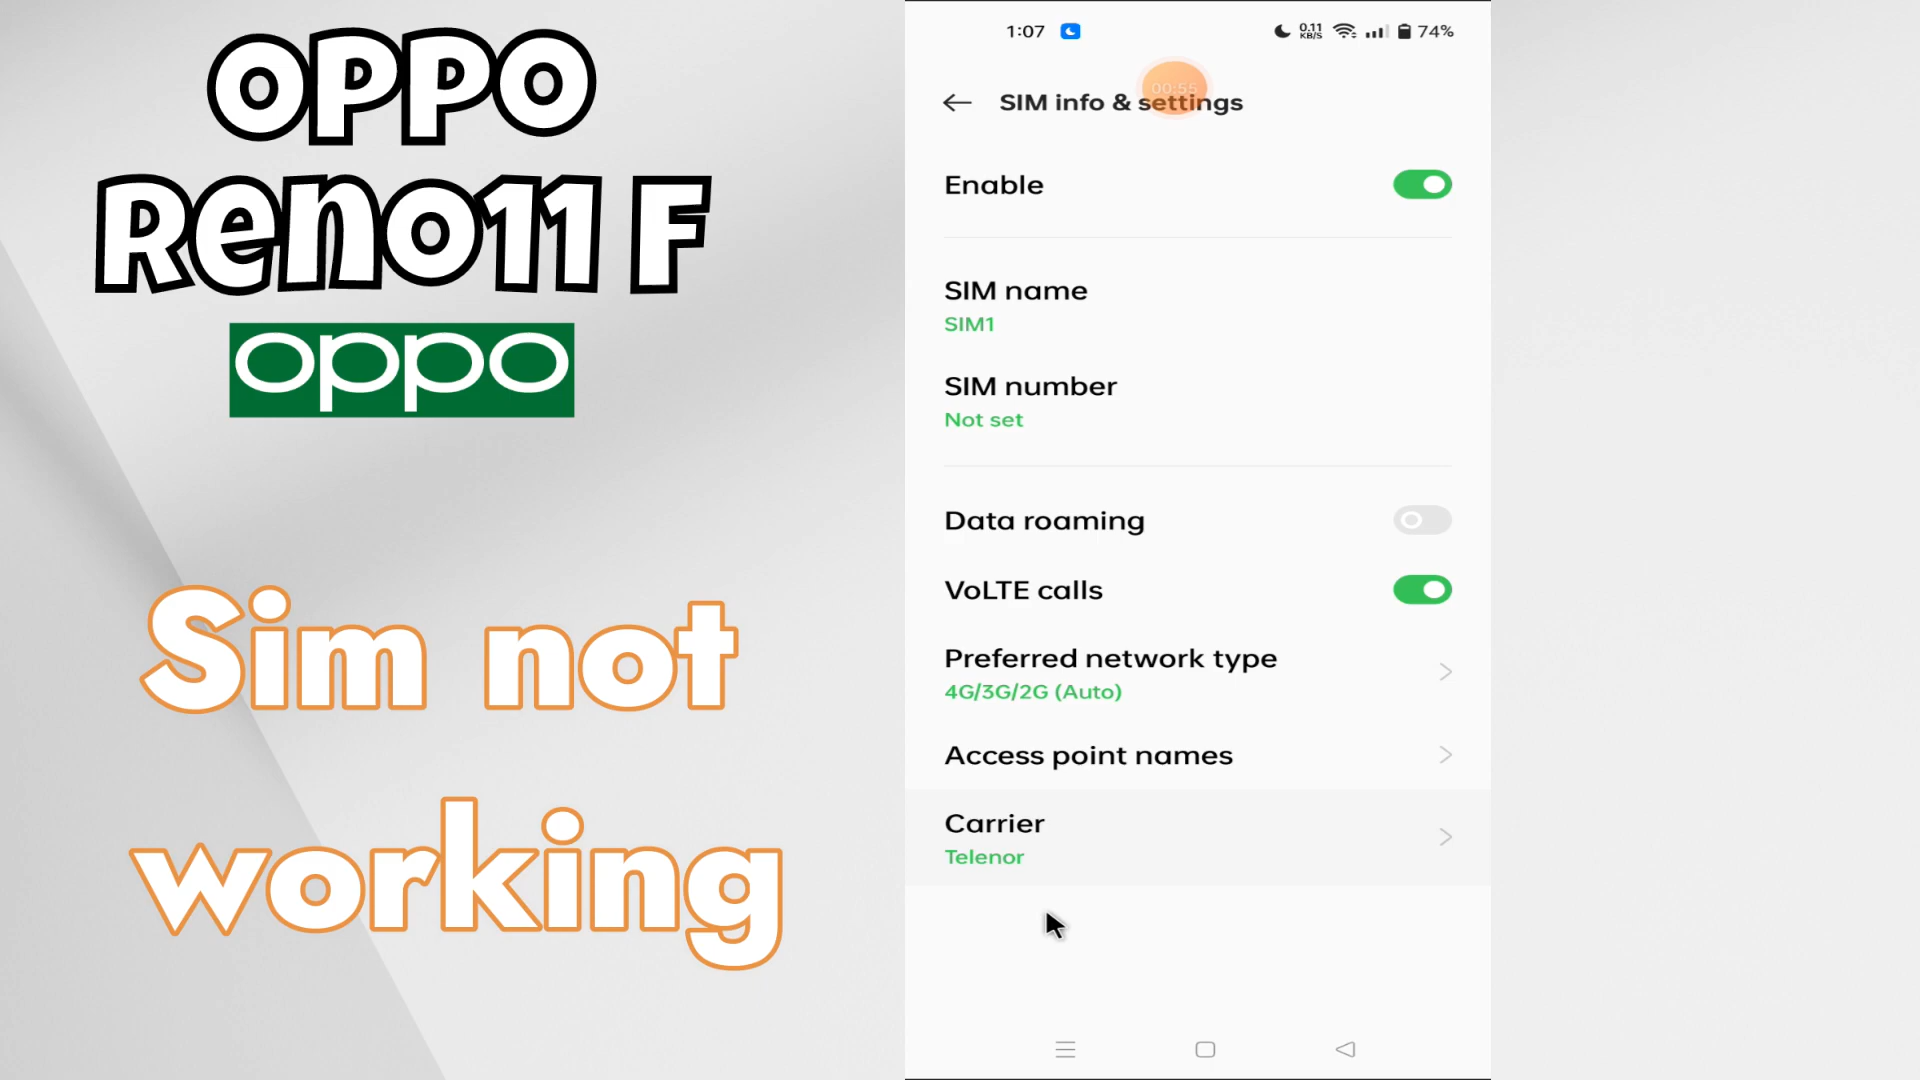 OPPO
Reno11 F
oppo
Sim not
working
1:07
0.11
KB/S
74%
00:55
SIM info & settings
Enable
SIM name
SIM1
SIM number
Not set
Data roaming
VoLTE calls
Preferred network type
4G/3G/2G (Auto)
Access point names
Carrier
Telenor